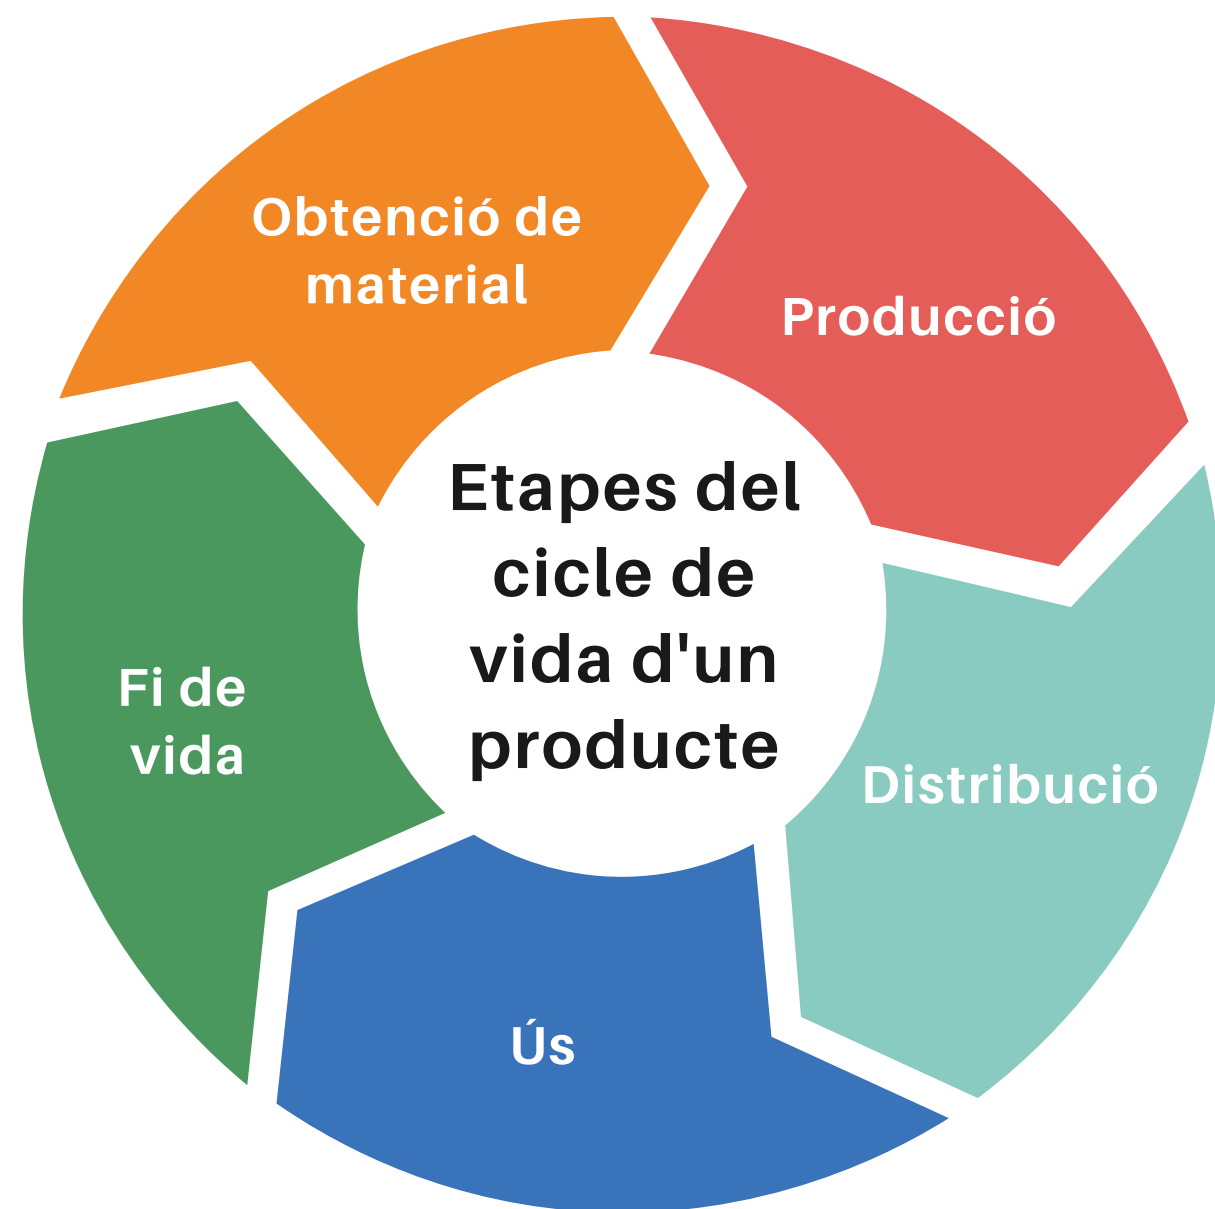 Obtenció de
material
Producció
Etapes del
cicle de
vida d'un
producte
Distribució
Ús
Fi de
vida